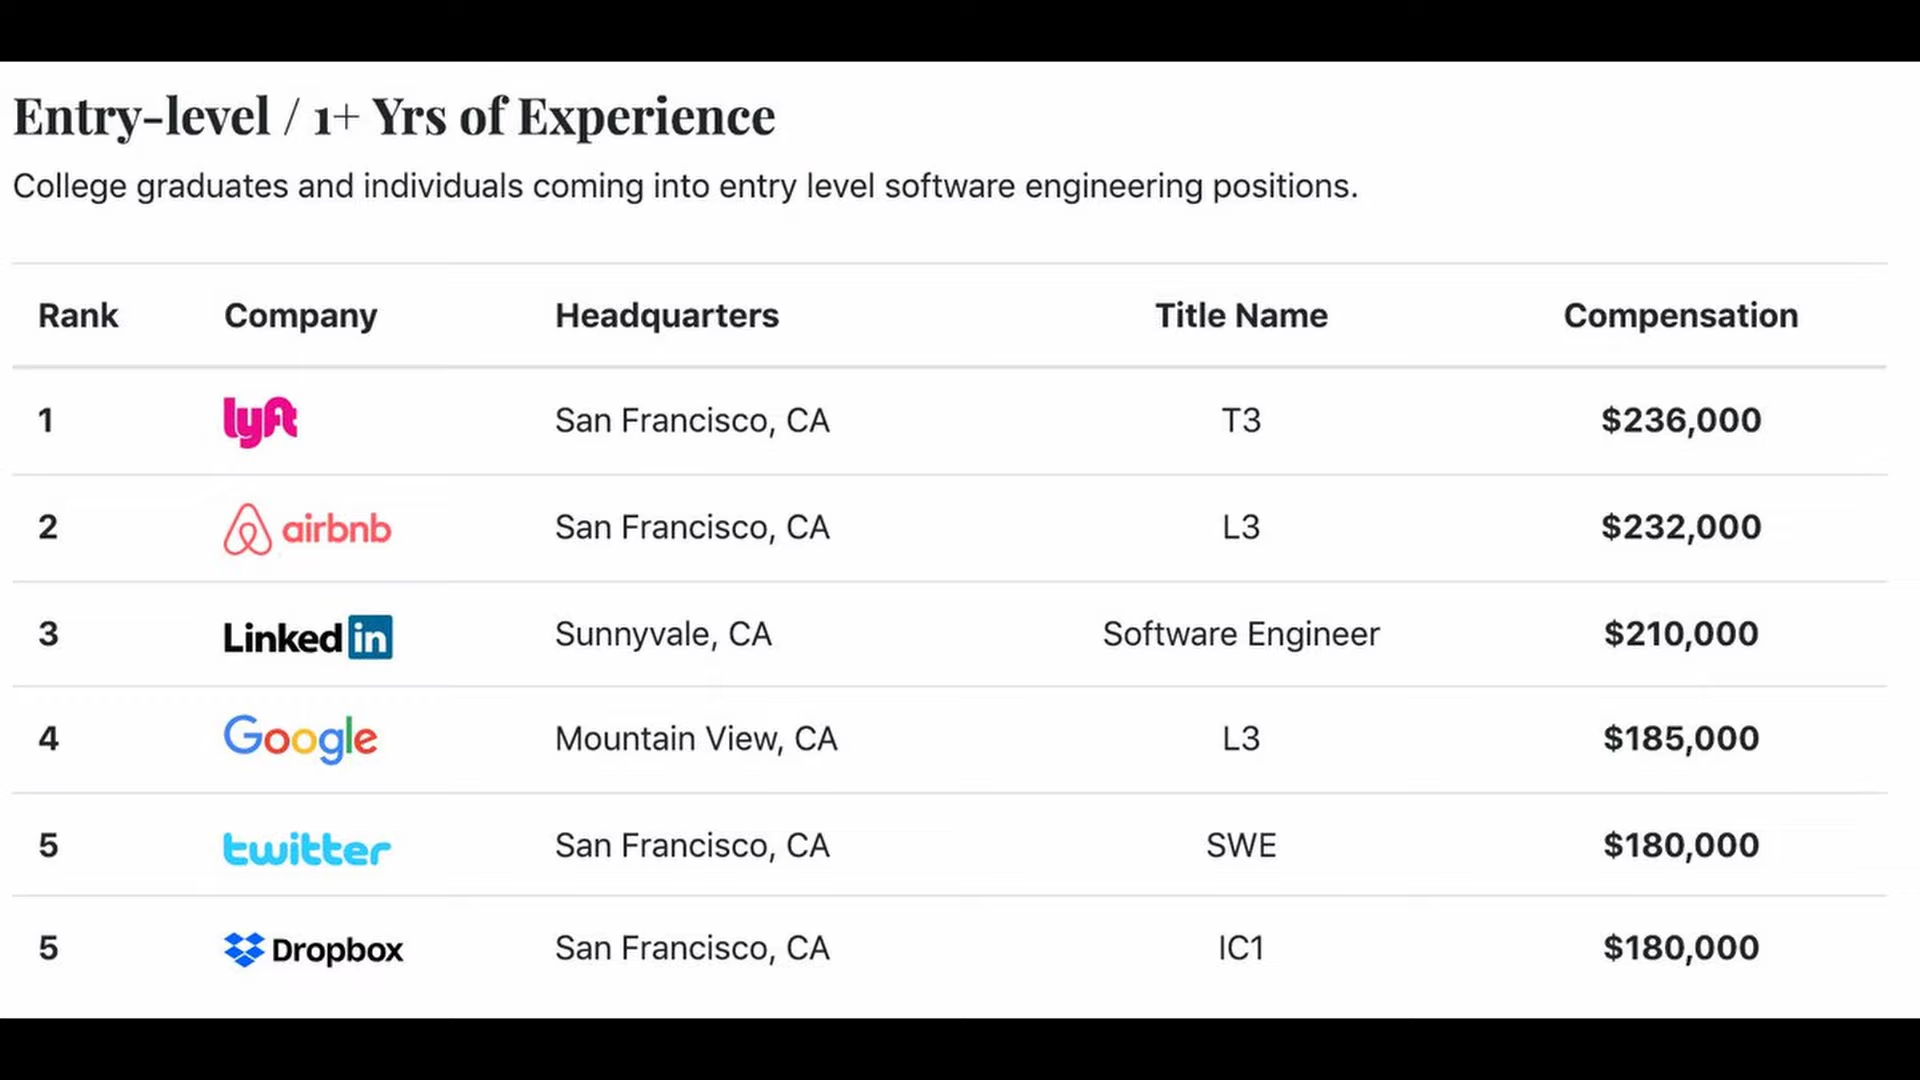 Entry-level / 1+ Yrs of Experience
College graduates and individuals coming into entry level software engineering positions.
Rank Company Headquarters Title Name Compensation
1 lyft San Francisco, CA T3 $236,000
2 airbnb San Francisco, CA L3 $232,000
3 Linkedin Sunnyvale, CA Software Engineer $210,000
4 Google Mountain View, CA L3 $185,000
5 twitter San Francisco, CA SWE $180,000
5 Dropbox San Francisco, CA IC1 $180,000